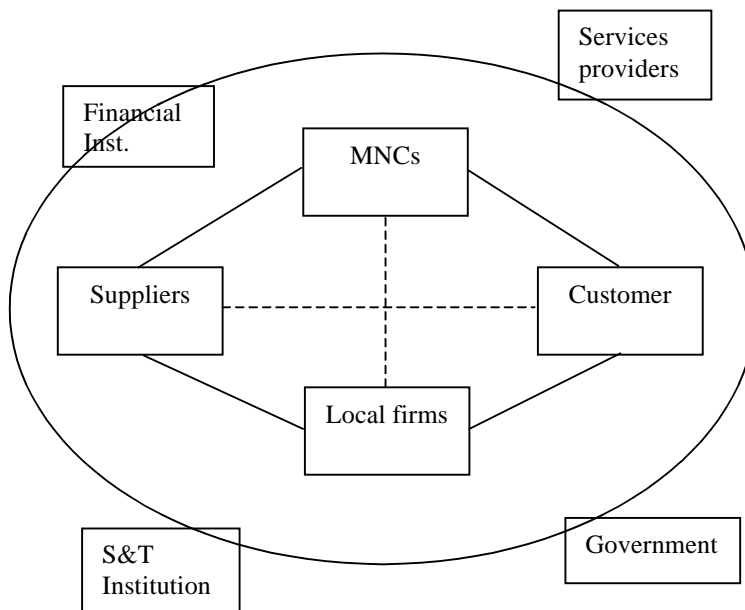 Services
providers
Financial
Inst.
MNCs
Suppliers
Customer
Local firms
S&T
Institution
Government